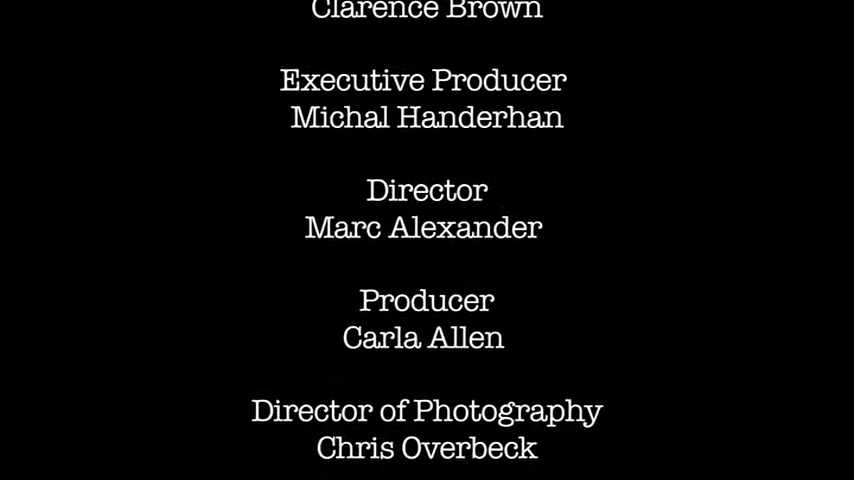 Clarence Brown
Executive Producer
Michal Handerhan
Director
Marc Alexander
Producer
Carla Allen
Director of Photography
Chris Overbeck